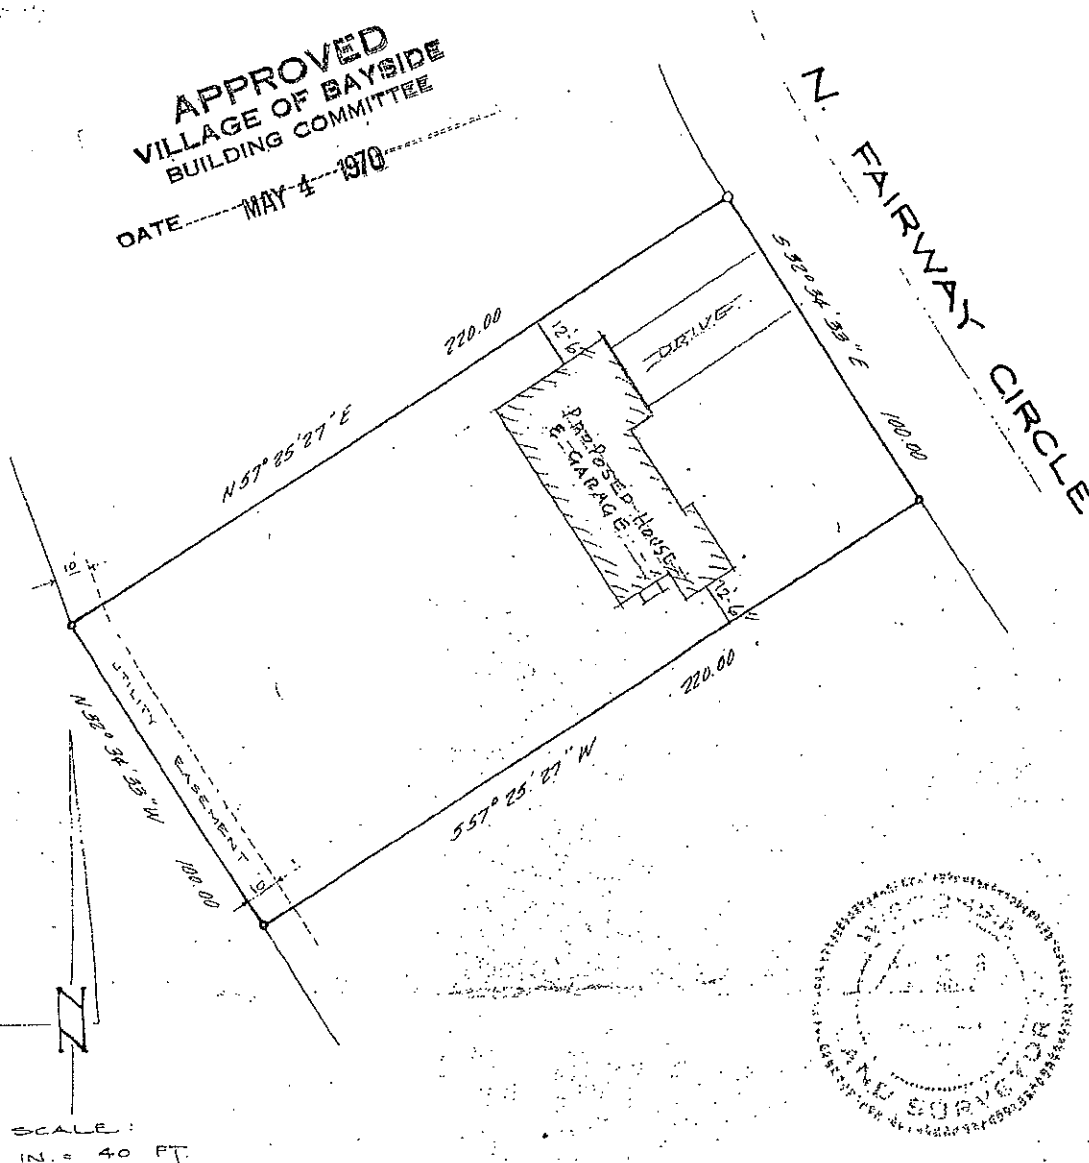 APPROVED
VILLAGE OF BAYSIDE
BUILDING COMMITTEE
DATE MAY 4 1970
N. FAIRWAY CIRCLE
S 32° 34' 33" E
100.00
DRIVE
12'-6"
220.00
N 57° 25' 27" E
PROPOSED HOUSE
GARAGE
12'-6"
10'
UTILITY EASEMENT
N 32° 34' 33" W
100.00
10'
220.00
S 57° 25' 27" W
N
SCALE:
IN. = 40 FT.
AND SURVEYOR